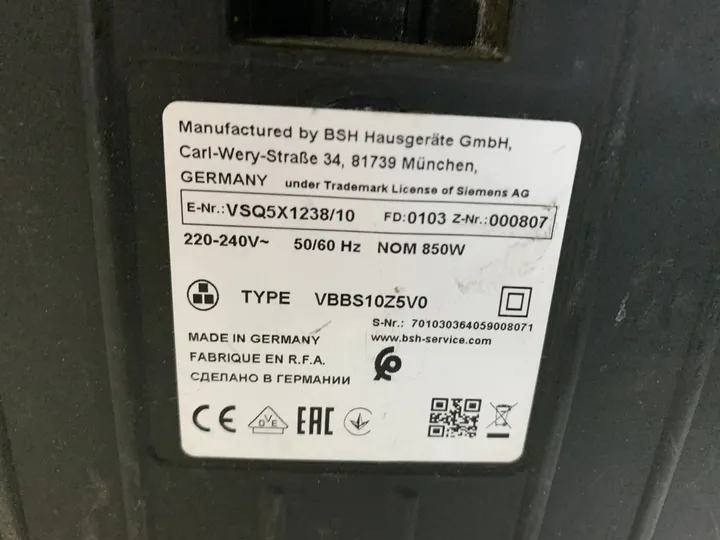 Manufactured by BSH Hausgeräte GmbH,
Carl-Wery-Straße 34, 81739 München,
GERMANY under Trademark License of Siemens AG
E-Nr.: VSQ5X1238/10 FD: 0103 Z-Nr.: 000807
220-240V~ 50/60 Hz NOM 850W
TYPE VBBS10Z5V0
S-Nr.: 701030364059008071
MADE IN GERMANY www.bsh-service.com
FABRIQUE EN R.F.A.
СДЕЛАНО В ГЕРМАНИИ
CE DVE EAC